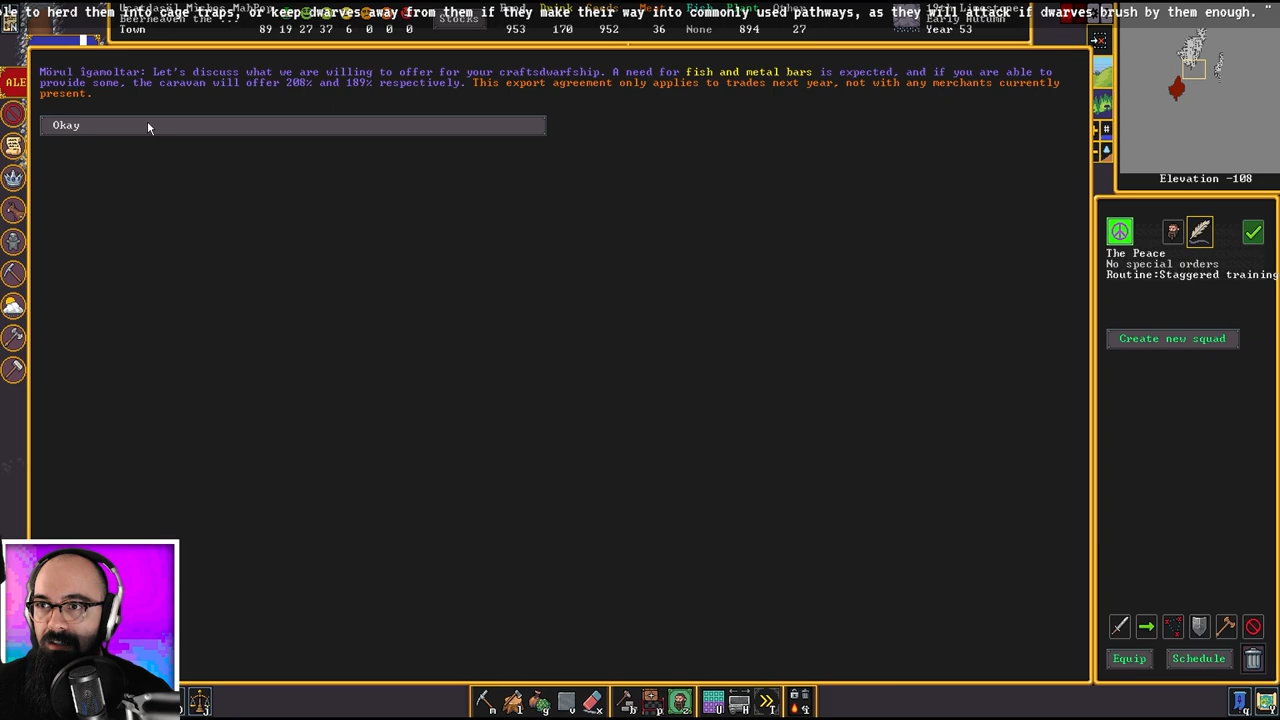 le to herd them into cage traps, or keep dwarves away from them if they make their way into commonly used pathways, as they will attack if dwarves brush by them enough. "
Beerheaven the ...
Town
89 19 27 37 6 0 0 0
Stocks
953 170 952 36 None 894 27
Early Autumn
Year 53
ALE
Mörul îgamoltar: Let's discuss what we are willing to offer for your craftsdwarfship. A need for fish and metal bars is expected, and if you are able to
provide some, the caravan will offer 208% and 189% respectively. This export agreement only applies to trades next year, not with any merchants currently
present.
Okay
Elevation -108
The Peace
No special orders
Routine:Staggered training
Create new squad
Equip
Schedule
m l g x b p z U H T
J
q